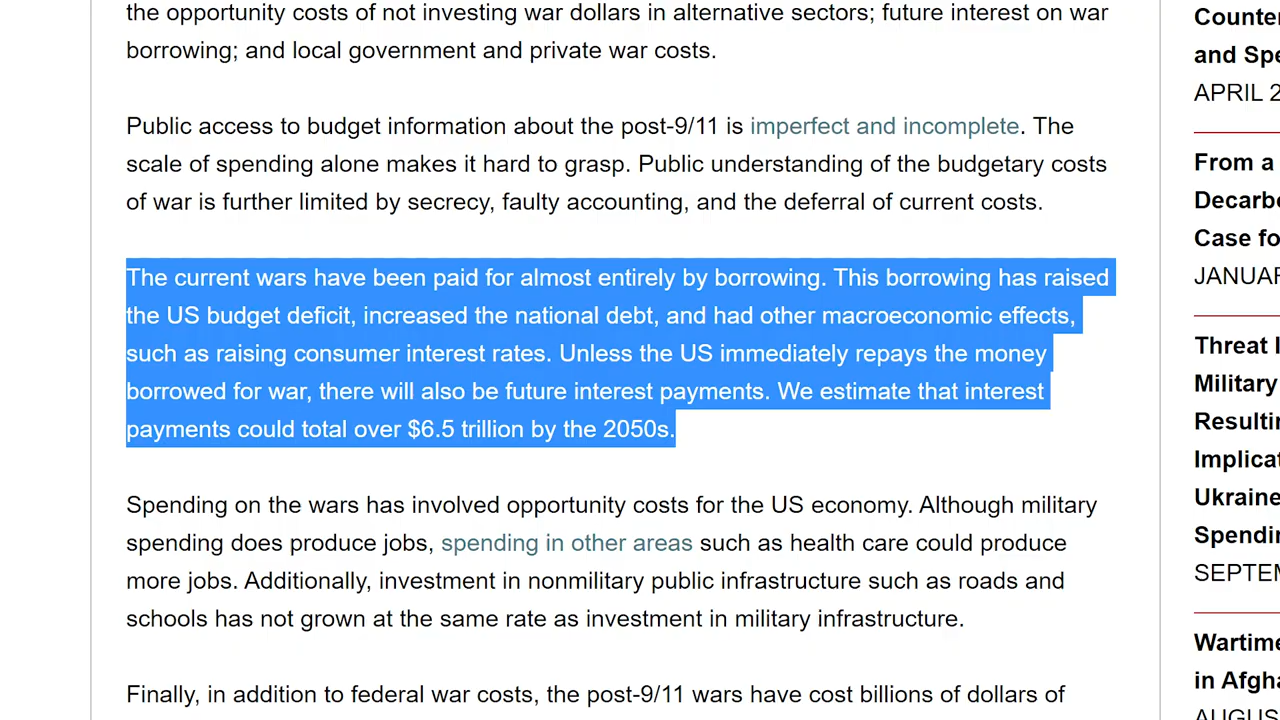 the opportunity costs of not investing war dollars in alternative sectors; future interest on war
borrowing; and local government and private war costs.
Public access to budget information about the post-9/11 is imperfect and incomplete. The
scale of spending alone makes it hard to grasp. Public understanding of the budgetary costs
of war is further limited by secrecy, faulty accounting, and the deferral of current costs.
The current wars have been paid for almost entirely by borrowing. This borrowing has raised
the US budget deficit, increased the national debt, and had other macroeconomic effects,
such as raising consumer interest rates. Unless the US immediately repays the money
borrowed for war, there will also be future interest payments. We estimate that interest
payments could total over $6.5 trillion by the 2050s.
Spending on the wars has involved opportunity costs for the US economy. Although military
spending does produce jobs, spending in other areas such as health care could produce
more jobs. Additionally, investment in nonmilitary public infrastructure such as roads and
schools has not grown at the same rate as investment in military infrastructure.
Finally, in addition to federal war costs, the post-9/11 wars have cost billions of dollars of
Counter
and Spe
APRIL 2
From a
Decarbo
Case fo
JANUAR
Threat I
Military
Resultin
Implicat
Ukraine
Spendin
SEPTEM
Wartime
in Afgha
AUGUS